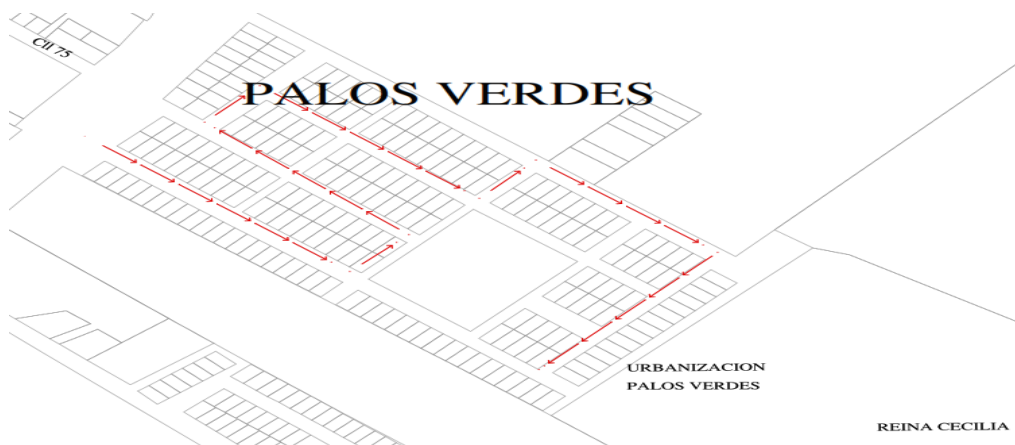 Cll 75
PALOS VERDES
URBANIZACION
PALOS VERDES
REINA CECILIA